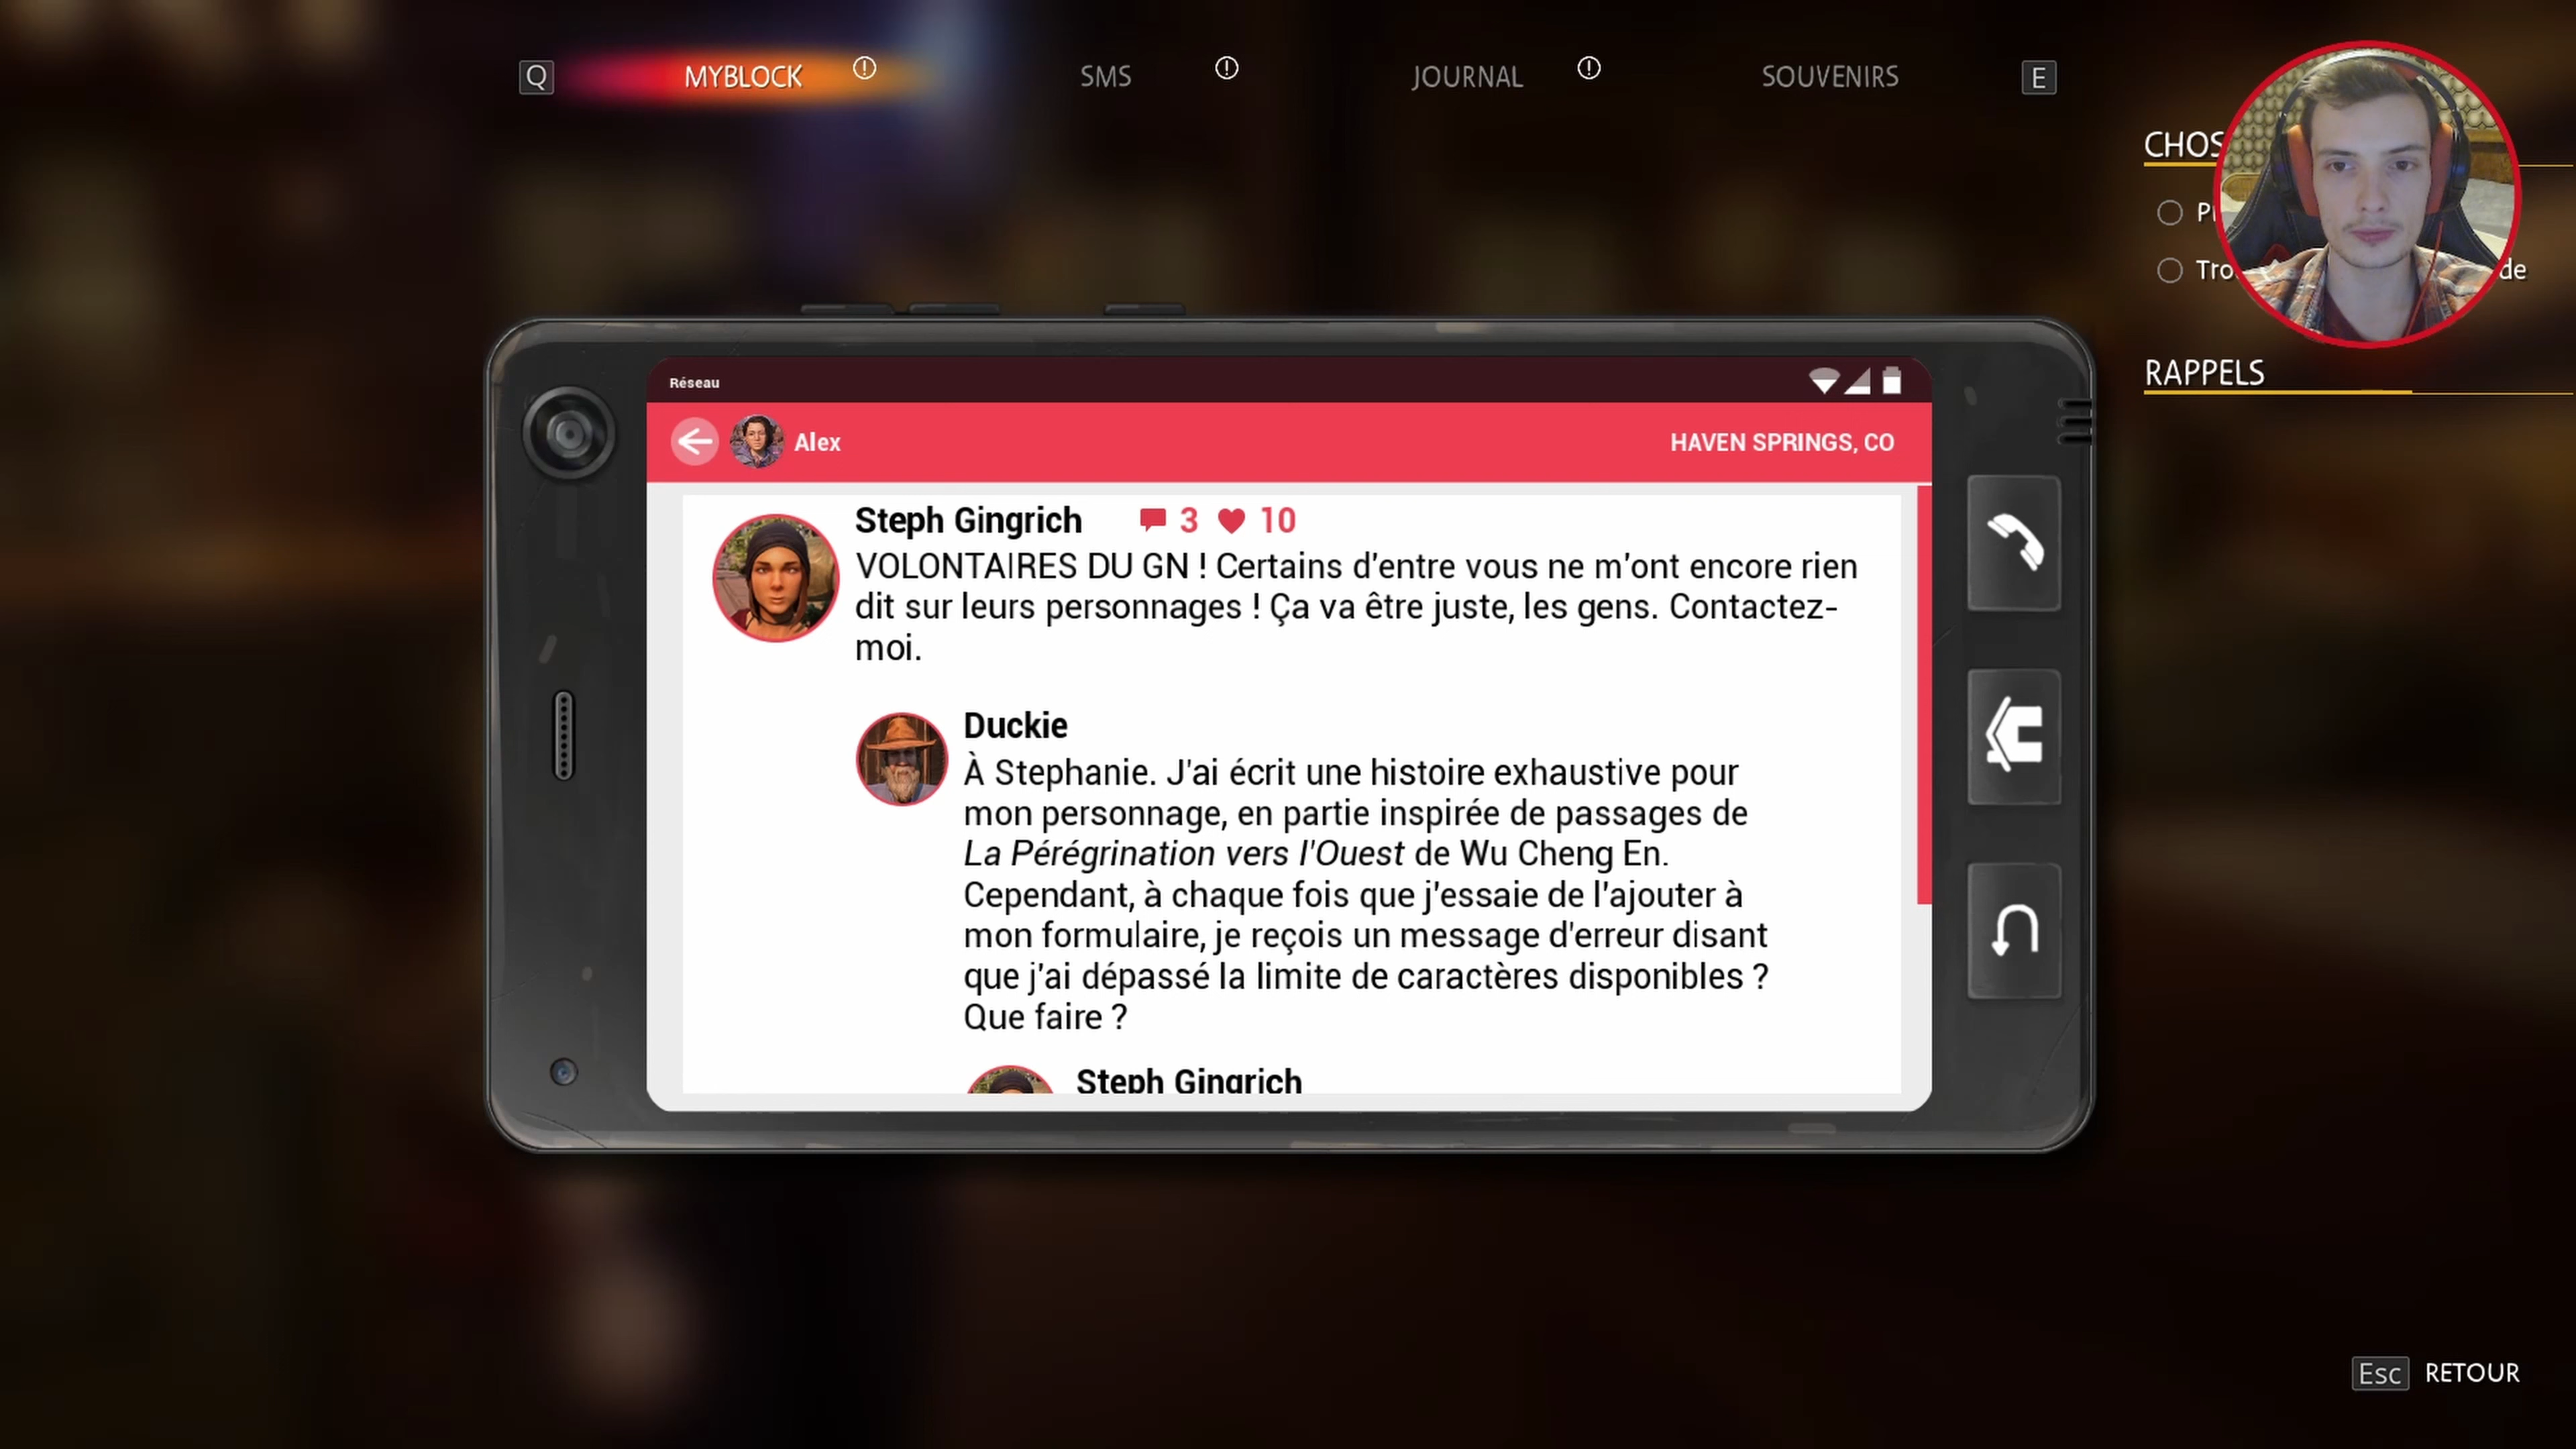 Q MYBLOCK SMS JOURNAL SOUVENIRS E
RAPPELS
Réseau
Alex HAVEN SPRINGS, CO
Steph Gingrich 3 10
VOLONTAIRES DU GN ! Certains d'entre vous ne m'ont encore rien
dit sur leurs personnages ! Ça va être juste, les gens. Contactez-
moi.
Duckie
À Stephanie. J'ai écrit une histoire exhaustive pour
mon personnage, en partie inspirée de passages de
La Pérégrination vers l'Ouest de Wu Cheng En.
Cependant, à chaque fois que j'essaie de l'ajouter à
mon formulaire, je reçois un message d'erreur disant
que j'ai dépassé la limite de caractères disponibles ?
Que faire ?
Steph Gingrich
Esc RETOUR